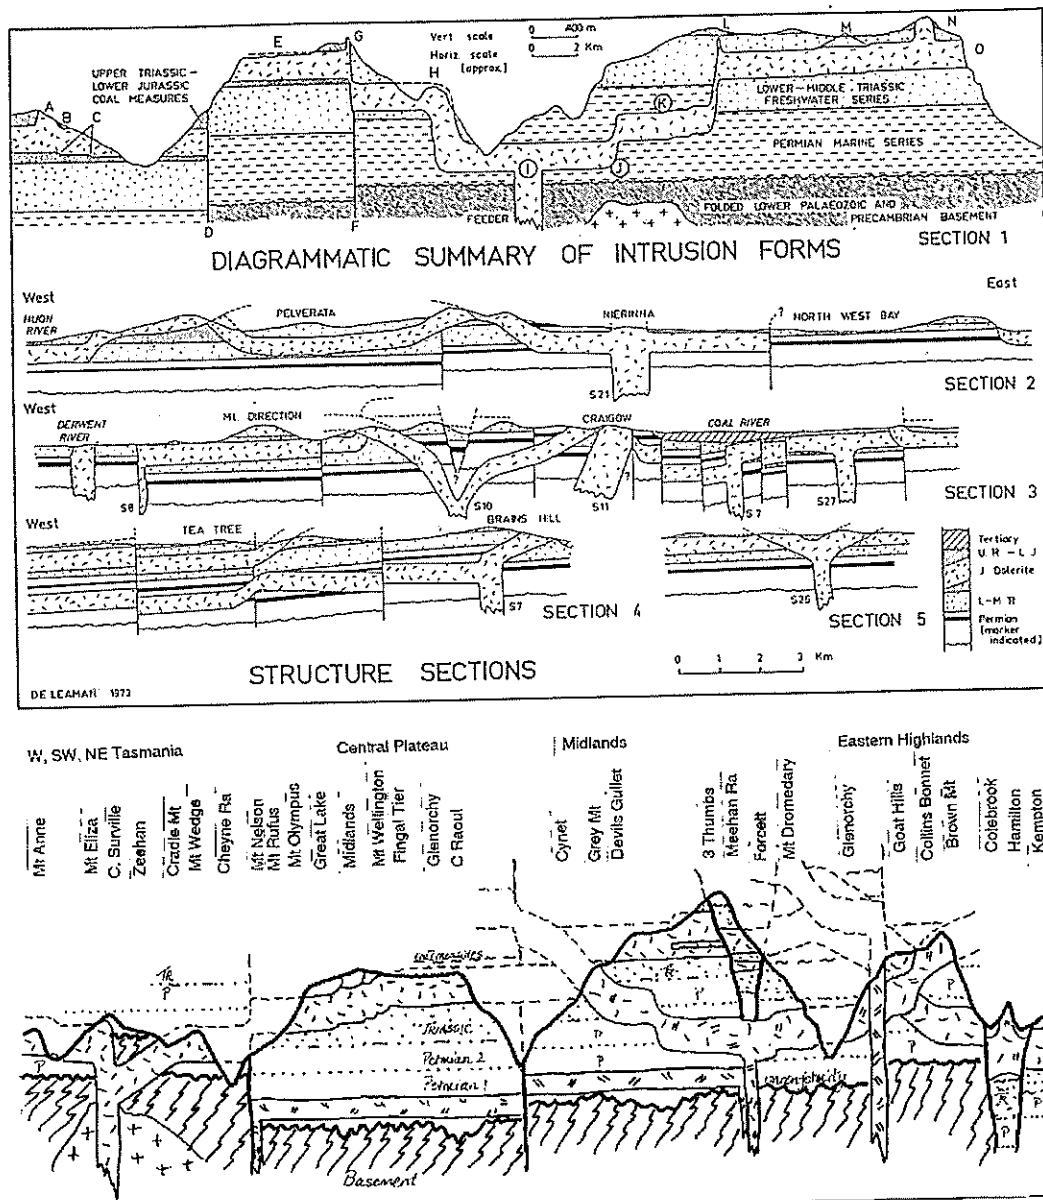 E
G
Vert scale
0 400 m
Horiz scale
0 2 Km
[approx.]
H
L
M
N
O
UPPER TRIASSIC -
LOWER JURASSIC
COAL MEASURES
A
B
C
K
LOWER-MIDDLE TRIASSIC
FRESHWATER SERIES
PERMIAN MARINE SERIES
I
J
FEEDER
FOLDED LOWER PALAEOZOIC AND
PRECAMBRIAN BASEMENT
D
F
SECTION 1
DIAGRAMMATIC SUMMARY OF INTRUSION FORMS
West
East
HUON
RIVER
PELVERATA
NIERINNA
?
NORTH WEST BAY
S21
SECTION 2
West
DERWENT
RIVER
Mt. DIRECTION
CRAIGOW
COAL RIVER
S8
S10
S11
?
S7
S27
SECTION 3
West
TEA TREE
BRAINS HILL
S7
SECTION 4
S26
SECTION 5
Tertiary
U.R-LJ
J Dolerite
L-M R
Permian
[marker
indicated]
STRUCTURE SECTIONS
0 1 2 3 Km
DE LEAMAN 1973
W, SW, NE Tasmania
Central Plateau
Midlands
Eastern Highlands
Mt Anne
Mt Eliza
C. Surville
Zeehan
Cradle Mt
Mt Wedge
Cheyne Ra
Mt Nelson
Mt Rufus
Mt Olympus
Great Lake
Midlands
Mt Wellington
Fingal Tier
Glenorchy
C Raoul
Cynet
Grey Mt
Devils Gullet
3 Thumbs
Meehan Ra
Forcett
Mt Dromedary
Glenorchy
Goat Hills
Collins Bonnet
Brown Mt
Colebrook
Hamilton
Kempton
TR
P
P
Triassic
Permian 2
Permian 1
Basement
TR
P
P
P
P
TR
P